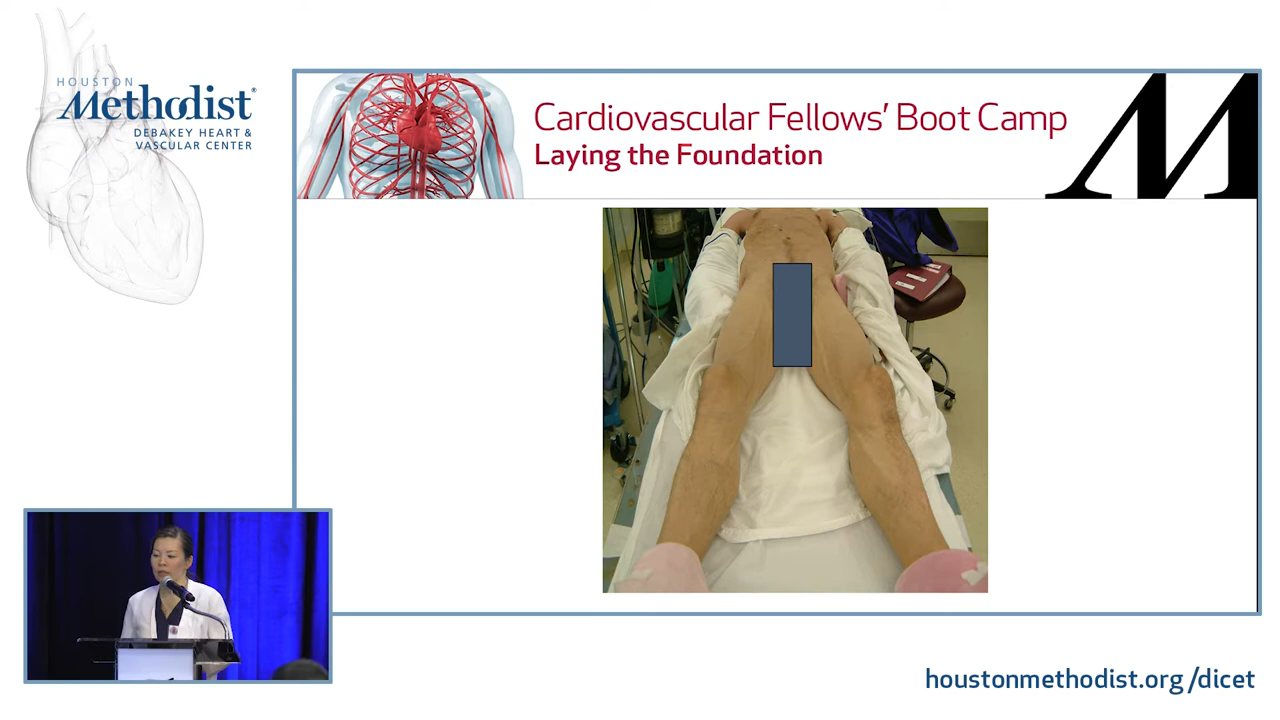 HOUSTON
Methodist®
DEBAKEY HEART &
VASCULAR CENTER
Cardiovascular Fellows' Boot Camp
Laying the Foundation
M
houstonmethodist.org/dicet